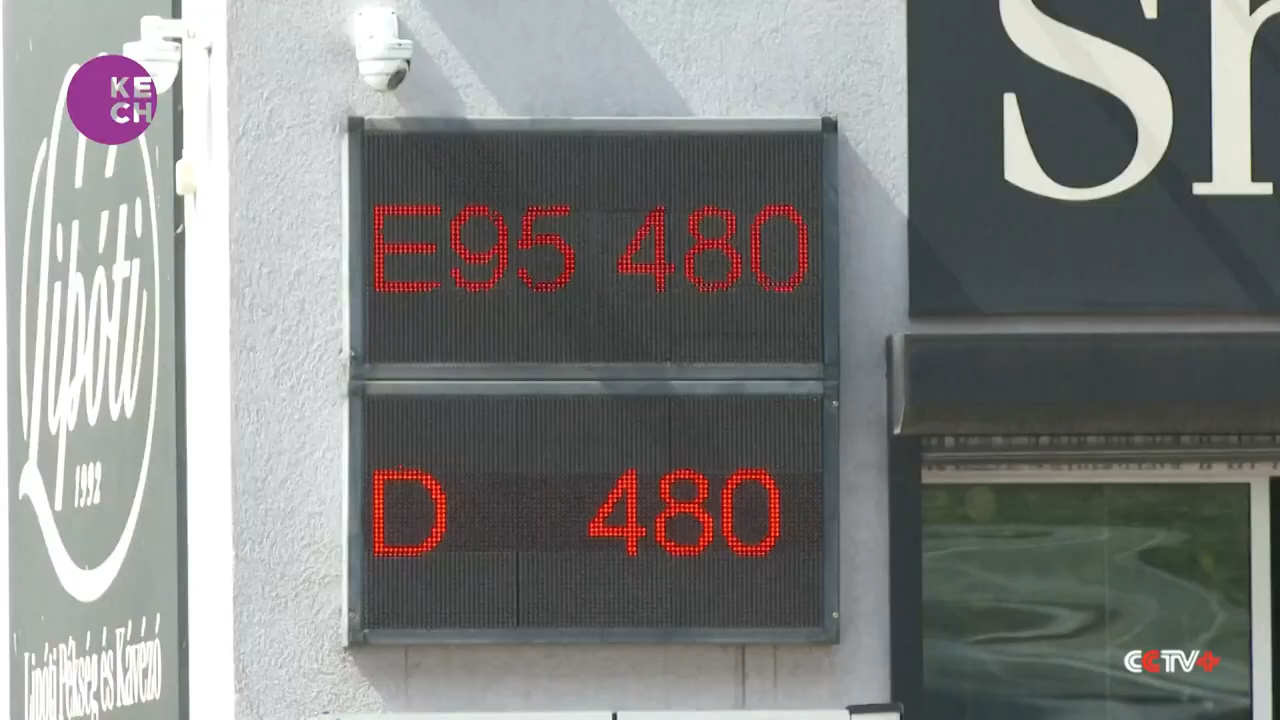 KE
CH
Lipóti
1992
Lipóti Pékség és Kávézó
E95 480
D 480
CCTV+